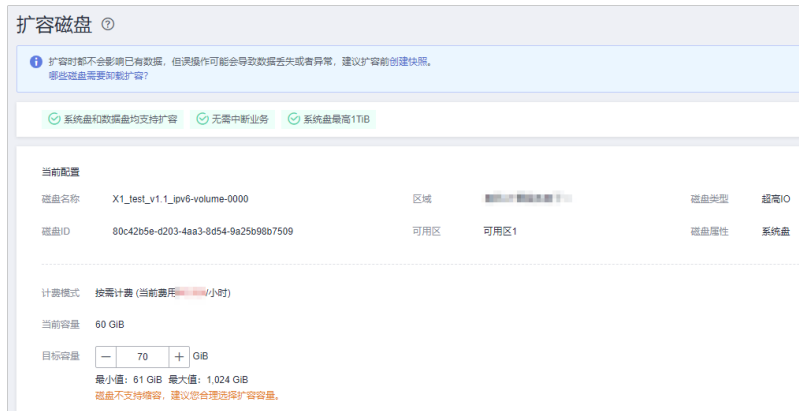 扩容磁盘
扩容时都不会影响已有数据，但误操作可能会导致数据丢失或者异常，建议扩容前创建快照。
哪些磁盘需要卸载扩容?
系统盘和数据盘均支持扩容 无需中断业务 系统盘最高1TiB
当前配置
磁盘名称 X1_test_v1.1_ipv6-volume-0000 区域 磁盘类型 超高IO
磁盘ID 80c42b5e-d203-4aa3-8d54-9a25b98b7509 可用区 可用区1 磁盘属性 系统盘
计费模式 按需计费 (当前费用 /小时)
当前容量 60 GiB
目标容量 — 70 + GiB
最小值：61 GiB 最大值：1,024 GiB
磁盘不支持缩容，建议您合理选择扩容容量。